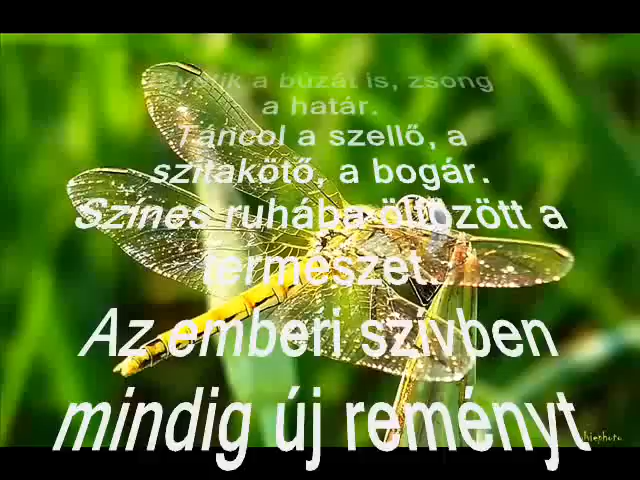 a búzát is, zsong
a határ.
Táncol a szellő, a
szitakötő, a bogár.
Színes ruhába öltözött a
természet
Az emberi szívben
mindig új reményt